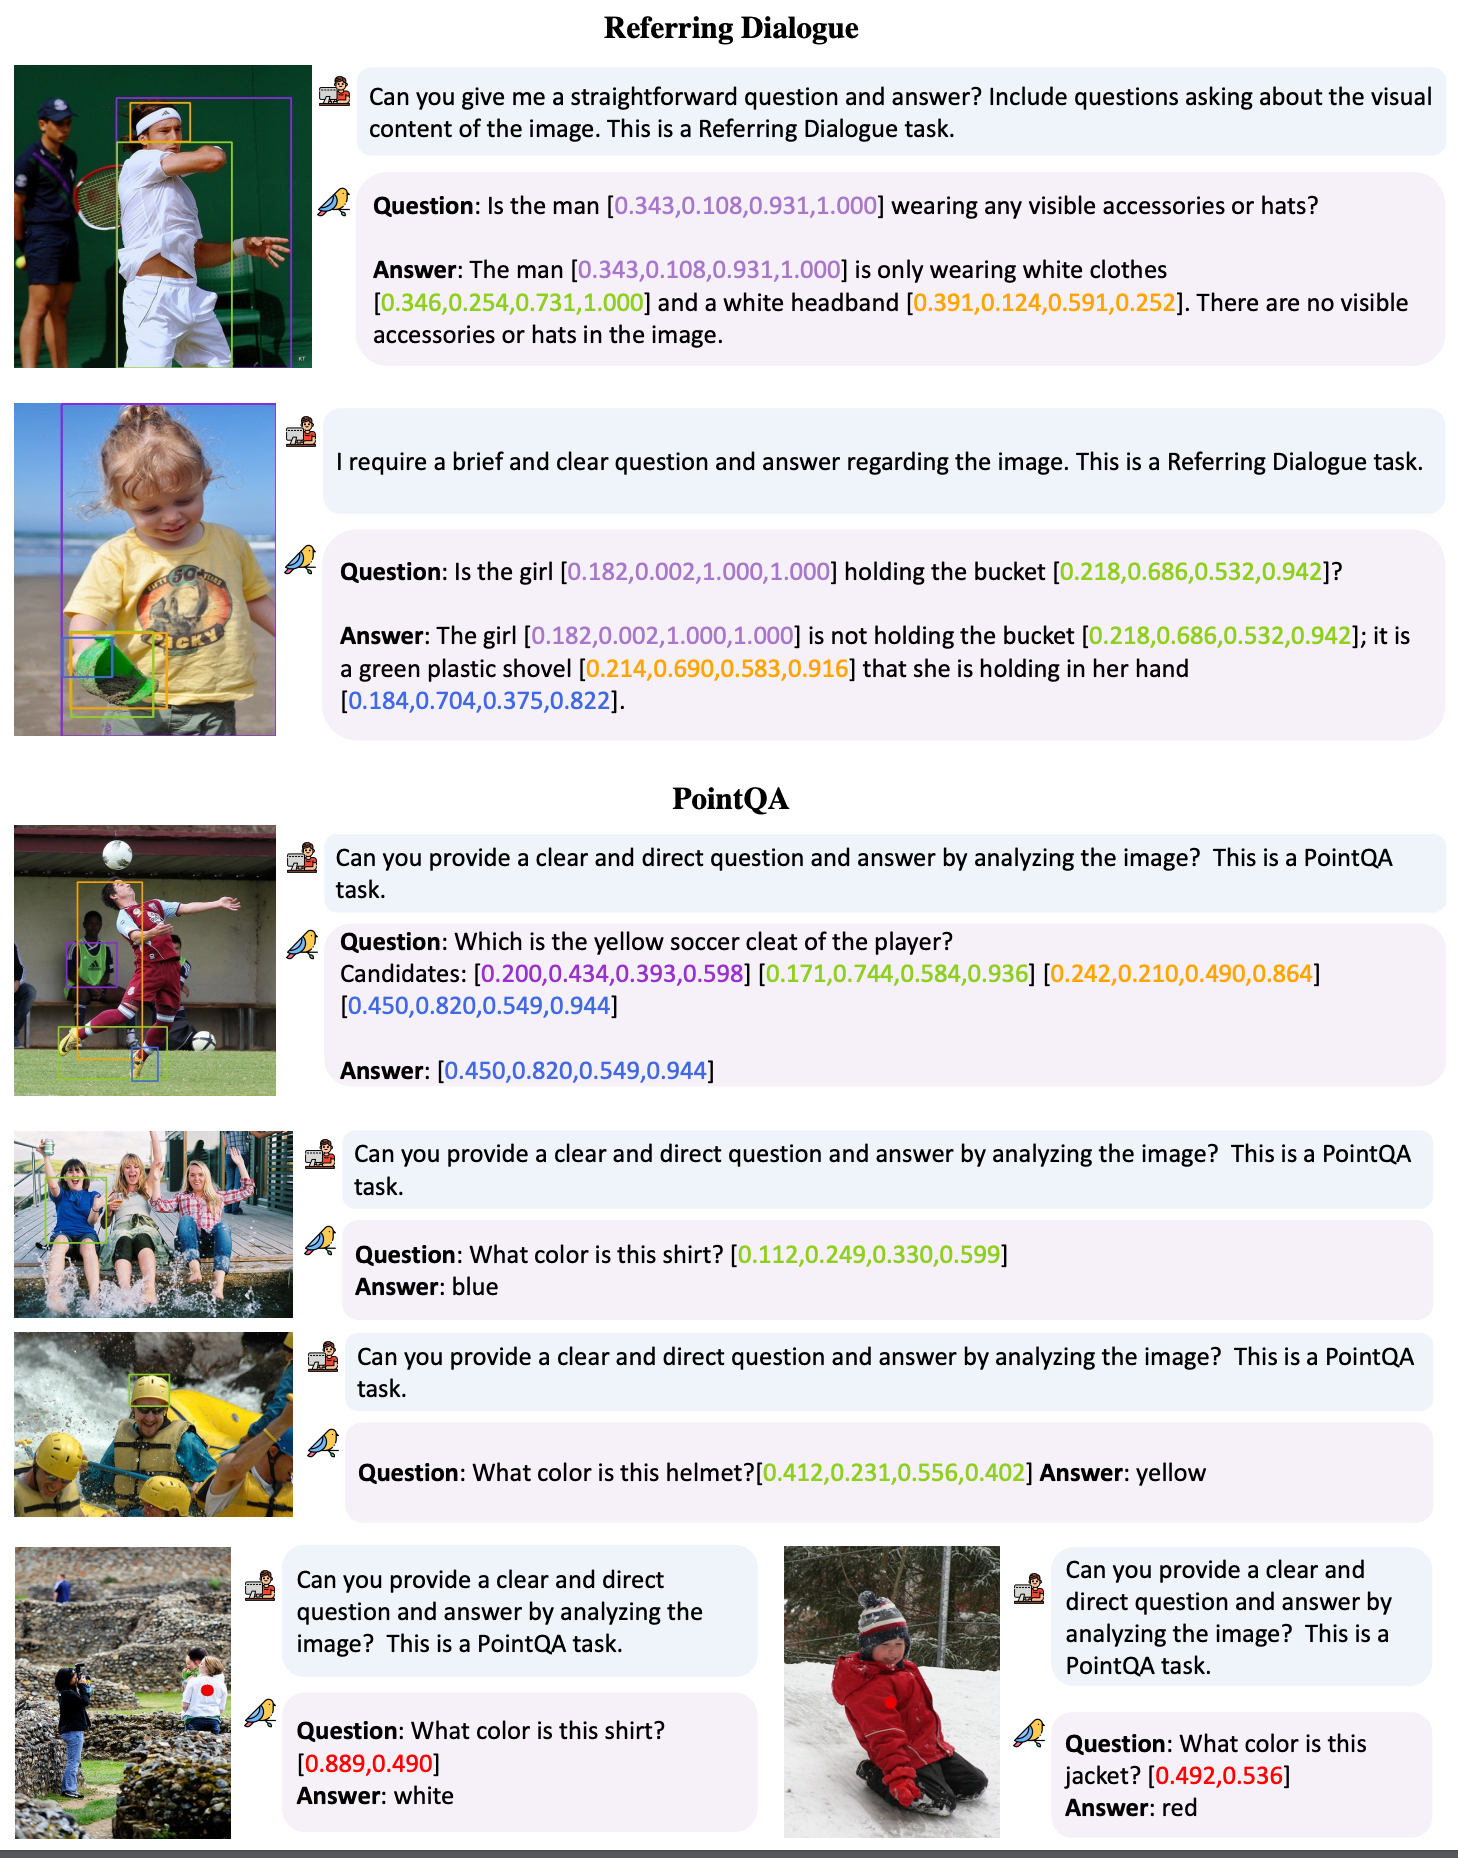 Referring Dialogue
Can you give me a straightforward question and answer? Include questions asking about the visual
content of the image. This is a Referring Dialogue task.
Question: Is the man [0.343,0.108,0.931,1.000] wearing any visible accessories or hats?
Answer: The man [0.343,0.108,0.931,1.000] is only wearing white clothes
[0.346,0.254,0.731,1.000] and a white headband [0.391,0.124,0.591,0.252]. There are no visible
accessories or hats in the image.
KT
I require a brief and clear question and answer regarding the image. This is a Referring Dialogue task.
Question: Is the girl [0.182,0.002,1.000,1.000] holding the bucket [0.218,0.686,0.532,0.942]?
Answer: The girl [0.182,0.002,1.000,1.000] is not holding the bucket [0.218,0.686,0.532,0.942]; it is
a green plastic shovel [0.214,0.690,0.583,0.916] that she is holding in her hand
[0.184,0.704,0.375,0.822].
50
ICKY
PointQA
Can you provide a clear and direct question and answer by analyzing the image? This is a PointQA
task.
Question: Which is the yellow soccer cleat of the player?
Candidates: [0.200,0.434,0.393,0.598] [0.171,0.744,0.584,0.936] [0.242,0.210,0.490,0.864]
[0.450,0.820,0.549,0.944]
Answer: [0.450,0.820,0.549,0.944]
Can you provide a clear and direct question and answer by analyzing the image? This is a PointQA
task.
Question: What color is this shirt? [0.112,0.249,0.330,0.599]
Answer: blue
Can you provide a clear and direct question and answer by analyzing the image? This is a PointQA
task.
Question: What color is this helmet?[0.412,0.231,0.556,0.402] Answer: yellow
Can you provide a clear and direct
question and answer by analyzing the
image? This is a PointQA task.
Question: What color is this shirt?
[0.889,0.490]
Answer: white
Can you provide a clear and
direct question and answer by
analyzing the image? This is a
PointQA task.
Question: What color is this
jacket? [0.492,0.536]
Answer: red